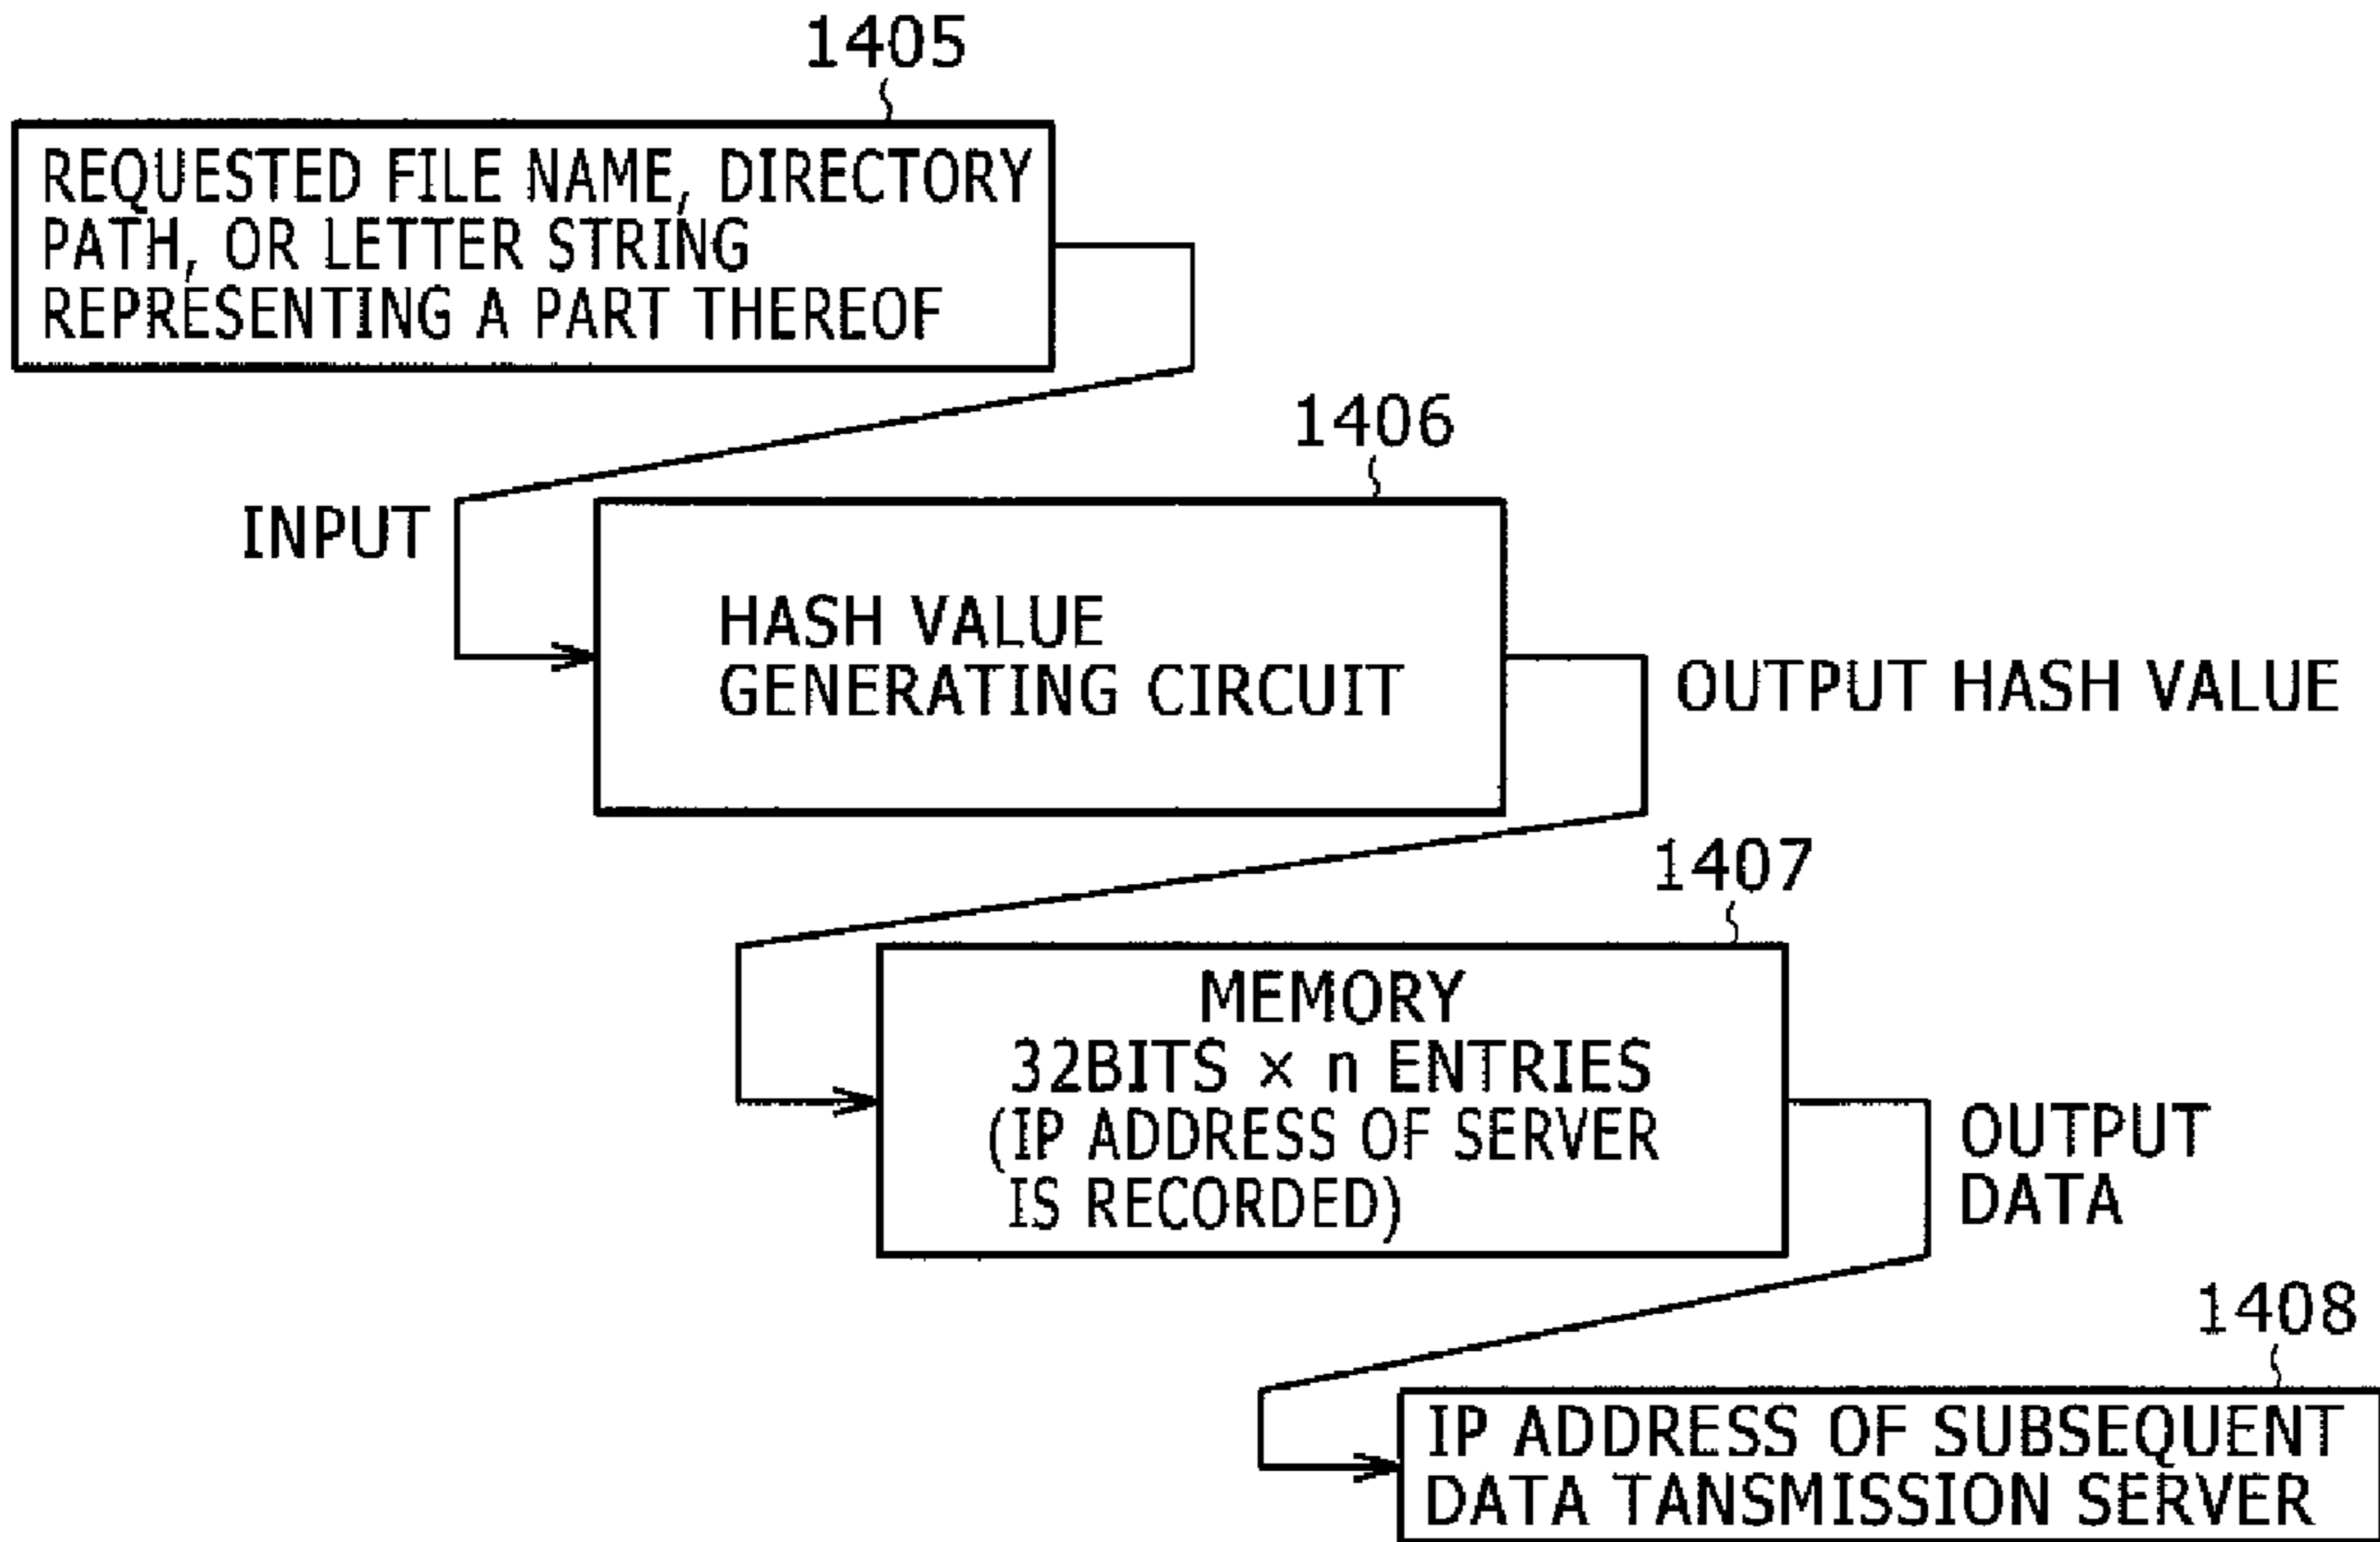 1405
REQUESTED FILE NAME, DIRECTORY
PATH, OR LETTER STRING
REPRESENTING A PART THEREOF
1406
INPUT
HASH VALUE
GENERATING CIRCUIT
OUTPUT HASH VALUE
1407
MEMORY
32BITS × n ENTRIES
(IP ADDRESS OF SERVER
IS RECORDED)
OUTPUT
DATA
1408
IP ADDRESS OF SUBSEQUENT
DATA TANSMISSION SERVER